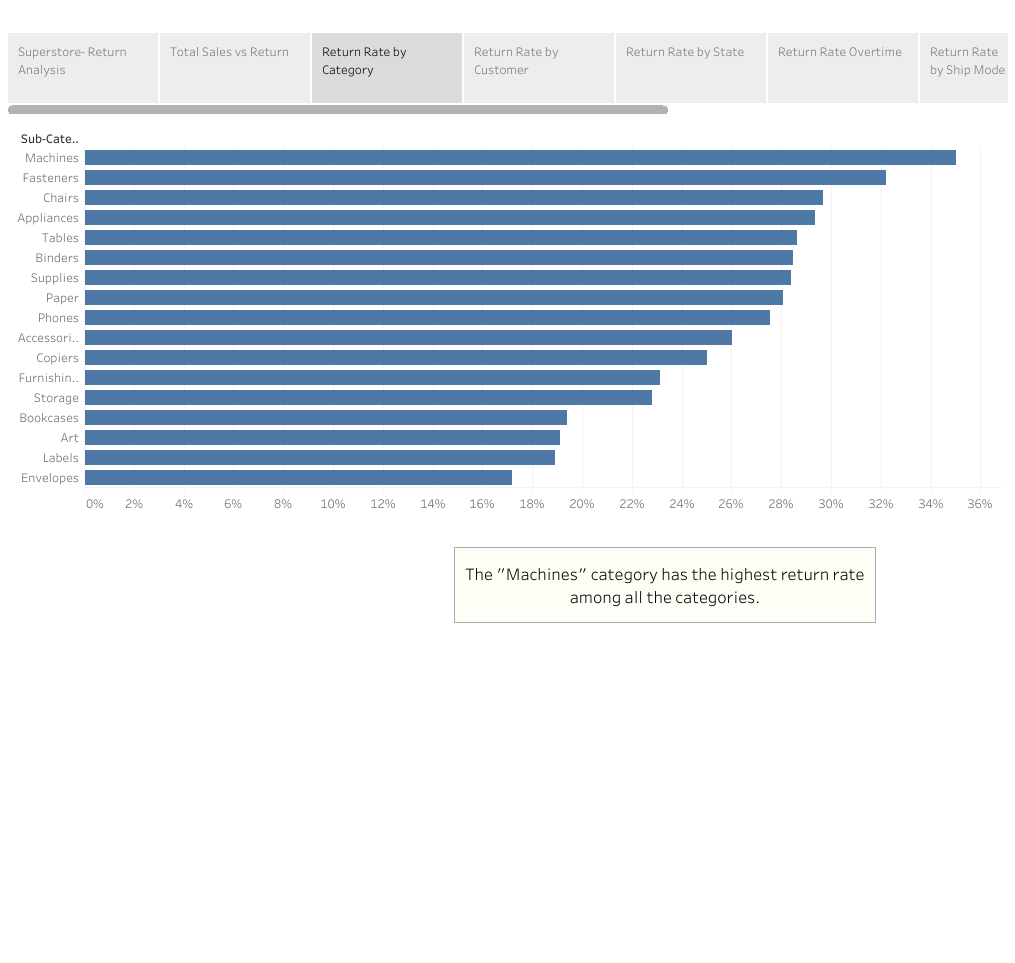 Superstore- Return
Analysis
Total Sales vs Return
Return Rate by
Category
Return Rate by
Customer
Return Rate by State
Return Rate Overtime
Return Rate
by Ship Mode
Sub-Cate..
Machines
Fasteners
Chairs
Appliances
Tables
Binders
Supplies
Paper
Phones
Accessori..
Copiers
Furnishin..
Storage
Bookcases
Art
Labels
Envelopes
0% 2% 4% 6% 8% 10% 12% 14% 16% 18% 20% 22% 24% 26% 28% 30% 32% 34% 36%
The "Machines" category has the highest return rate
among all the categories.